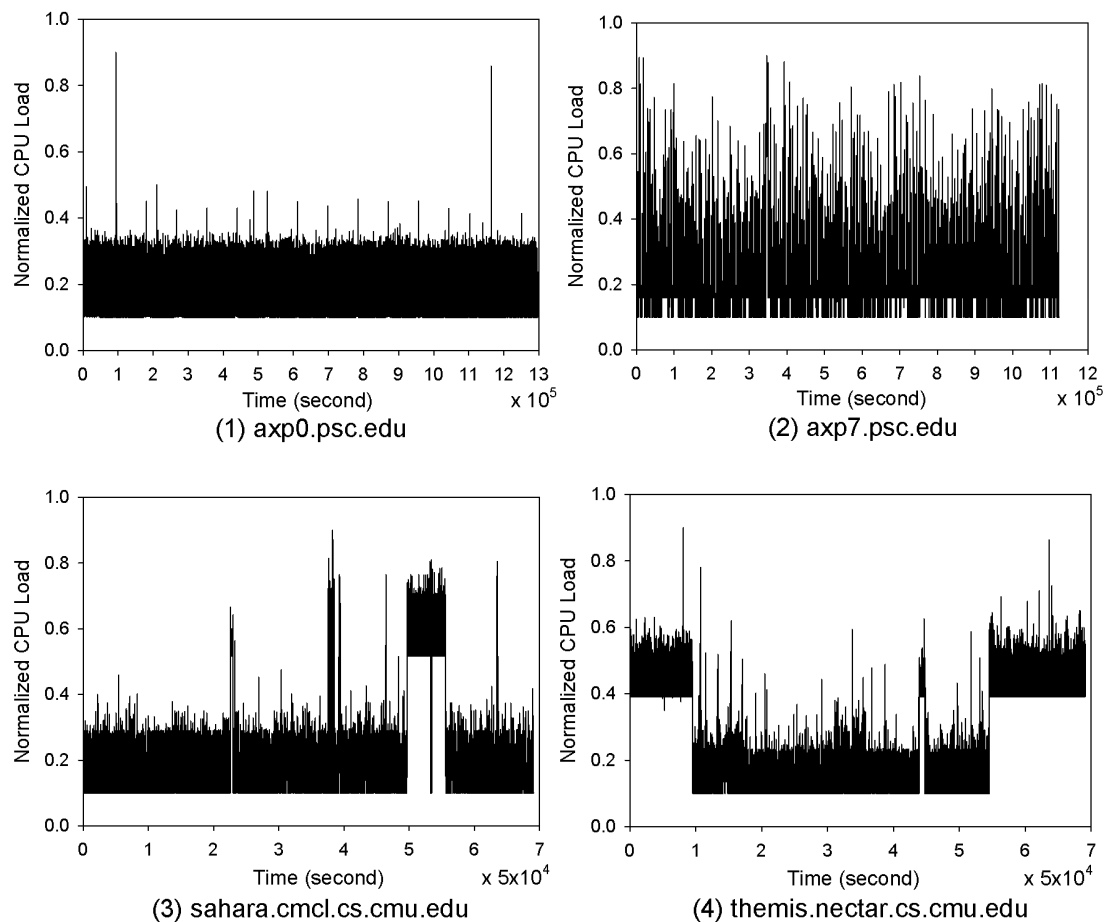 1.0
0.8
0.6
0.4
0.2
0.0
Normalized CPU Load
0 1 2 3 4 5 6 7 8 9 10 11 12 13
Time (second)
x 10^5
(1) axp0.psc.edu
1.0
0.8
0.6
0.4
0.2
0.0
Normalized CPU Load
0 1 2 3 4 5 6 7 8 9 10 11 12
Time (second)
x 10^5
(2) axp7.psc.edu
1.0
0.8
0.6
0.4
0.2
0.0
Normalized CPU Load
0 1 2 3 4 5 6 7
Time (second)
x 5x10^4
(3) sahara.cmcl.cs.cmu.edu
1.0
0.8
0.6
0.4
0.2
0.0
Normalized CPU Load
0 1 2 3 4 5 6 7
Time (second)
x 5x10^4
(4) themis.nectar.cs.cmu.edu